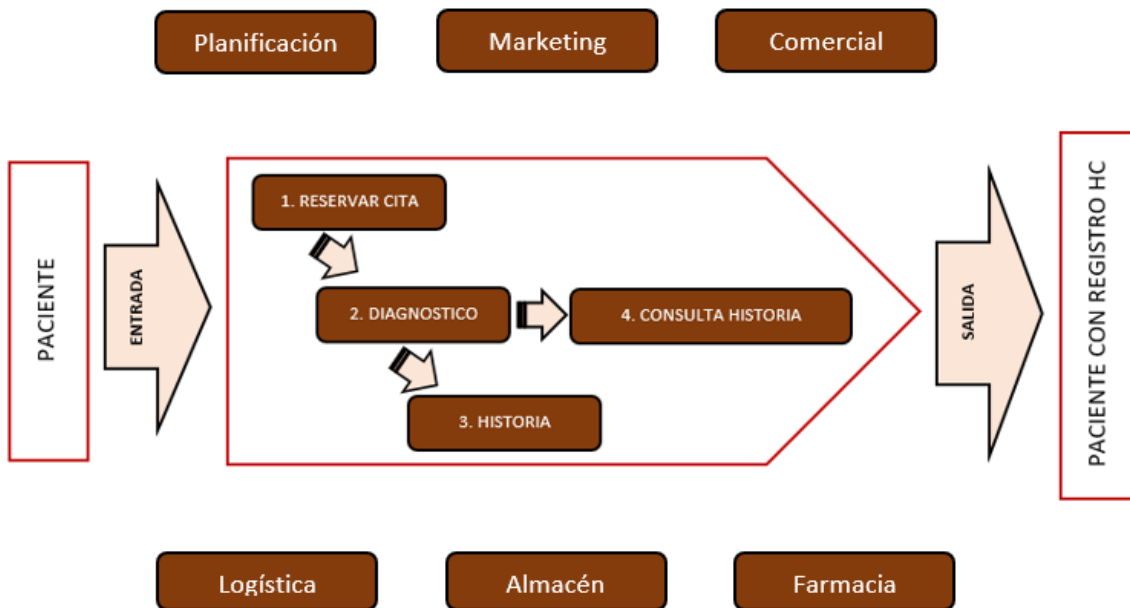 Planificación
Marketing
Comercial
PACIENTE
ENTRADA
1. RESERVAR CITA
2. DIAGNOSTICO
4. CONSULTA HISTORIA
3. HISTORIA
SALIDA
PACIENTE CON REGISTRO HC
Logística
Almacén
Farmacia